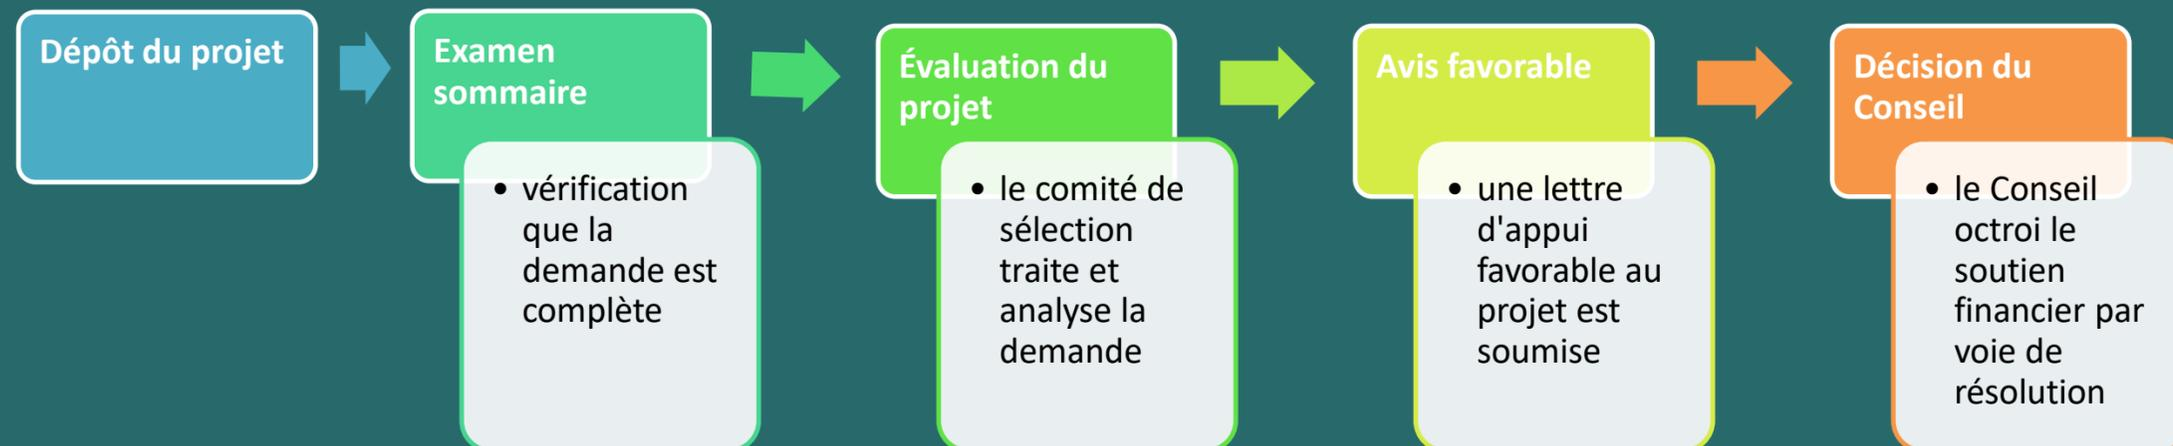 Dépôt du projet
Examen
sommaire
• vérification
que la
demande est
complète
Évaluation du
projet
• le comité de
sélection
traite et
analyse la
demande
Avis favorable
• une lettre
d'appui
favorable au
projet est
soumise
Décision du
Conseil
• le Conseil
octroi le
soutien
financier par
voie de
résolution